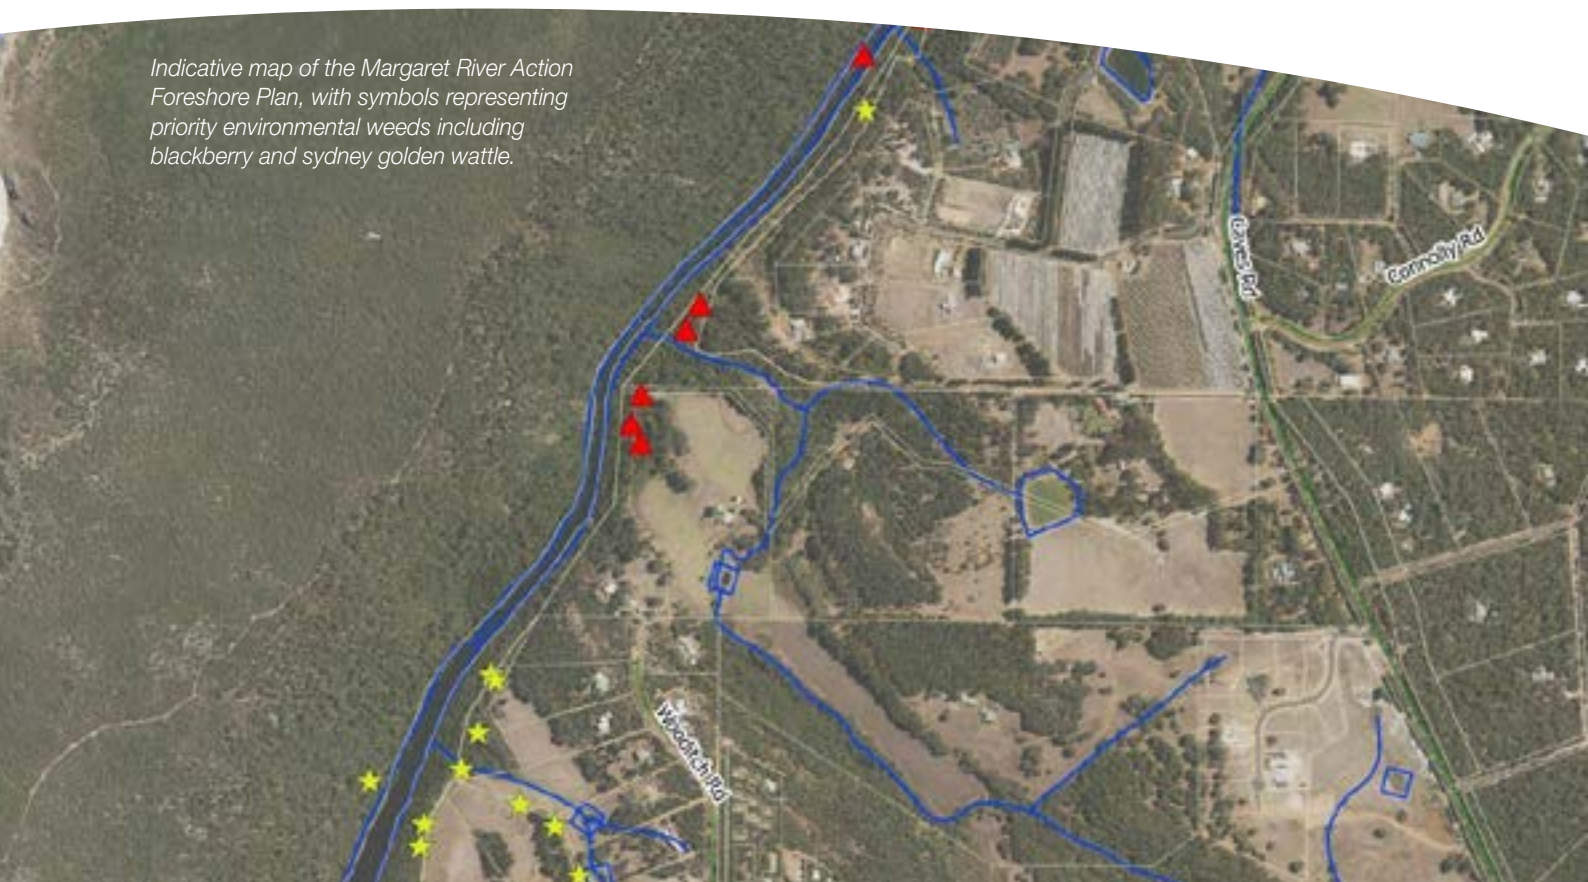 Indicative map of the Margaret River Action
Foreshore Plan, with symbols representing
priority environmental weeds including
blackberry and sydney golden wattle.
Caves Rd
Connolly Rd
Wooditch Rd